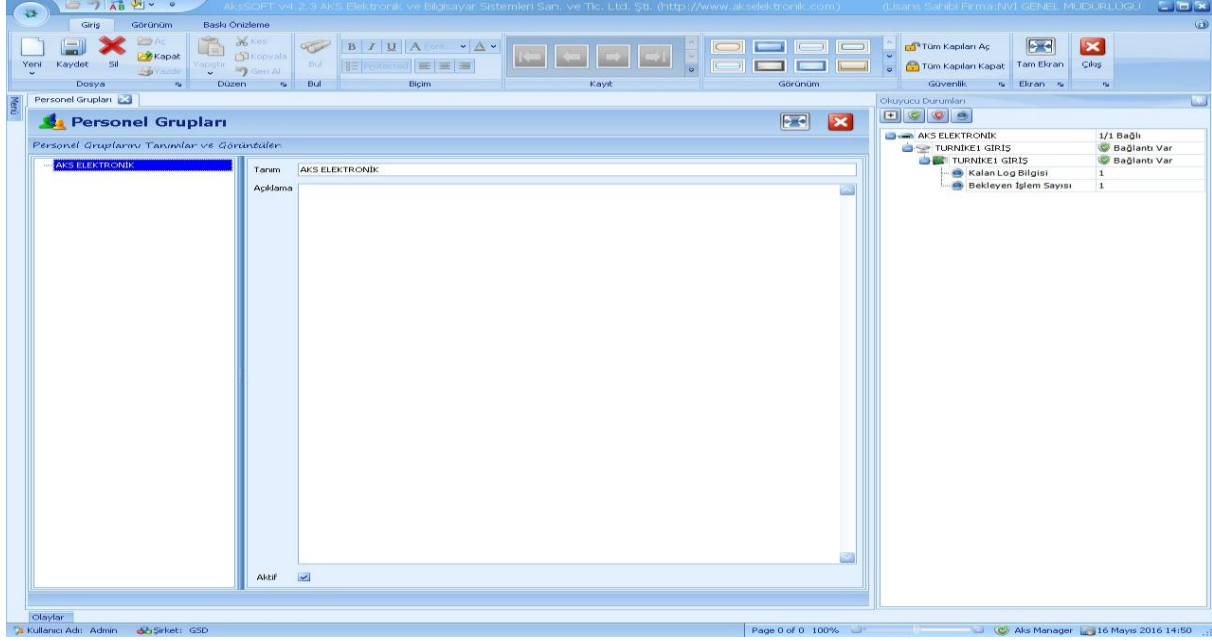 AksSOFT v4.2.3 AKS Elektronik ve Bilgisayar Sistemleri San. ve Tic. Ltd. Şti. (http://www.akselektronik.com) (Lisans Sahibi Firma:NVİ GENEL MÜDÜRLÜĞÜ
Giriş Görünüm Baskı Önizleme
Yeni Kaydet Sil Aç Kapat Yazdır
Yapıştır Kes Kopyala Geri Al
Bul
B I U A Font A
Protected
Tüm Kapıları Aç
Tüm Kapıları Kapat
Tam Ekran Çıkış
Dosya Düzen Bul Biçim Kayıt Görünüm Güvenlik Ekran
Menü
Personel Grupları
Personel Grupları
Personel Gruplarını Tanımlar ve Görüntüler.
AKS ELEKTRONİK
Tanım AKS ELEKTRONİK
Açıklama
Aktif
Okuyucu Durumları
AKS ELEKTRONİK 1/1 Bağlı
TURNİKE1 GİRİŞ Bağlantı Var
TURNİKE1 GİRİŞ Bağlantı Var
Kalan Log Bilgisi 1
Bekleyen İşlem Sayısı 1
Olaylar
Kullanıcı Adı: Admin Şirket: GSD Page 0 of 0 100% Aks Manager 16 Mayıs 2016 14:50